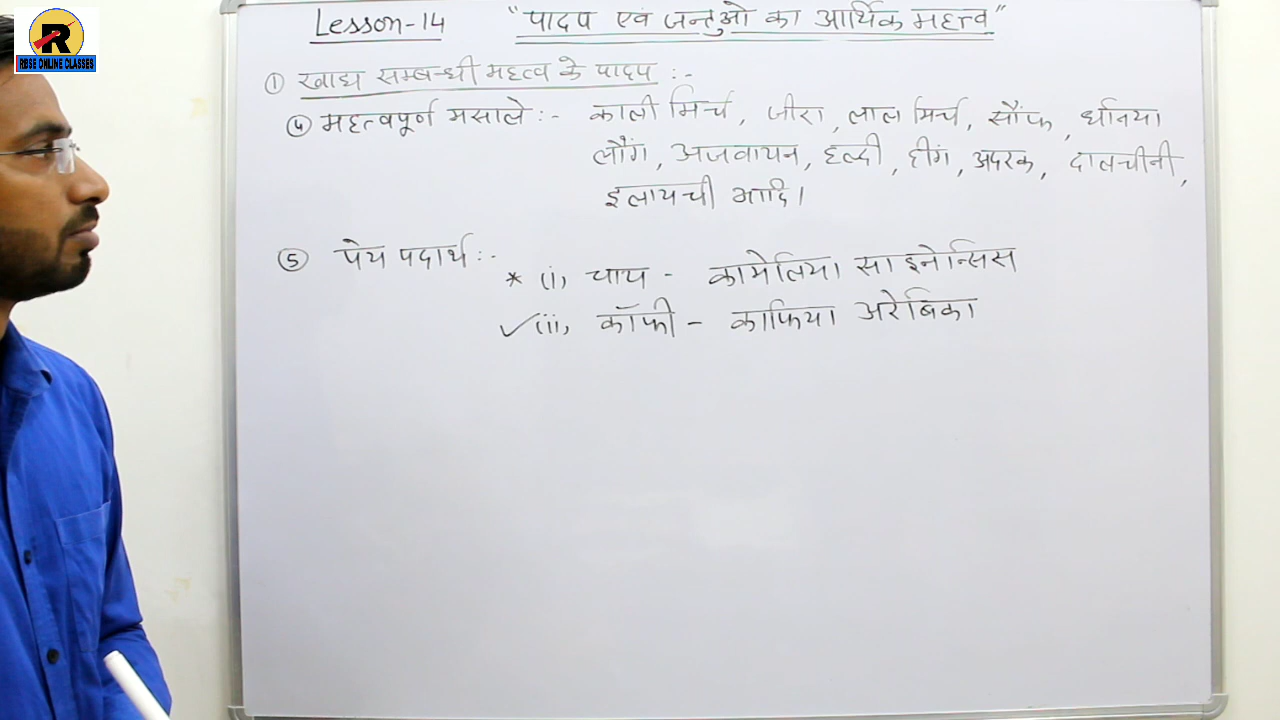 R
RBSE ONLINE CLASSES
Lesson-14 "पादप एवं जन्तुओ का आर्थिक महत्व"
① खाद्य सम्बन्धी महत्व के पादप :-
④ महत्वपूर्ण मसाले :- काली मिर्च, जीरा, लाल मिर्च, सौंफ, धनिया
लौंग, अजवायन, हल्दी, हींग, अदरक, दालचीनी,
इलायची आदि।
⑤ पेय पदार्थ :-
* (i), चाय - कामेलिया साइनेन्सिस
✓(ii), कॉफी - काफिया अरेबिका